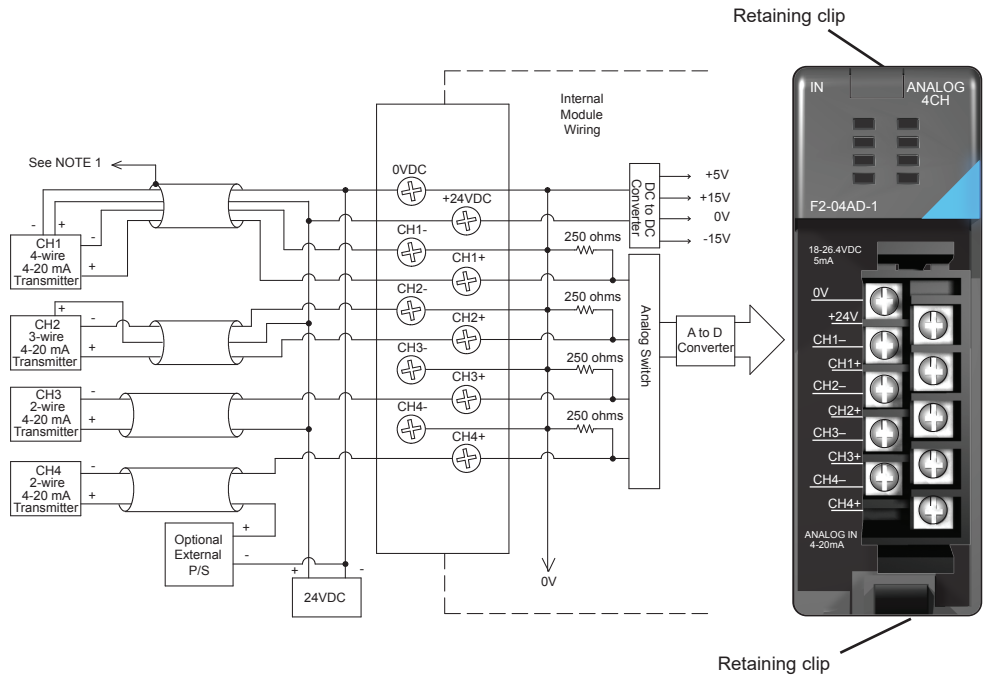 Retaining clip
Internal
Module
Wiring
See NOTE 1
0VDC
+24VDC
CH1-
CH1+
CH2-
CH2+
CH3-
CH3+
CH4-
CH4+
- +
-
+
CH1
4-wire
4-20 mA
Transmitter
+
-
+
CH2
3-wire
4-20 mA
Transmitter
-
+
CH3
2-wire
4-20 mA
Transmitter
-
+
CH4
2-wire
4-20 mA
Transmitter
Optional
External
P/S
+
-
+ -
24VDC
250 ohms
250 ohms
250 ohms
250 ohms
0V
DC to DC
Converter
+5V
+15V
0V
-15V
Analog Switch
A to D
Converter
IN
ANALOG
4CH
F2-04AD-1
18-26.4VDC
5mA
0V
+24V
CH1–
CH1+
CH2–
CH2+
CH3–
CH3+
CH4–
CH4+
ANALOG IN
4-20mA
Retaining clip